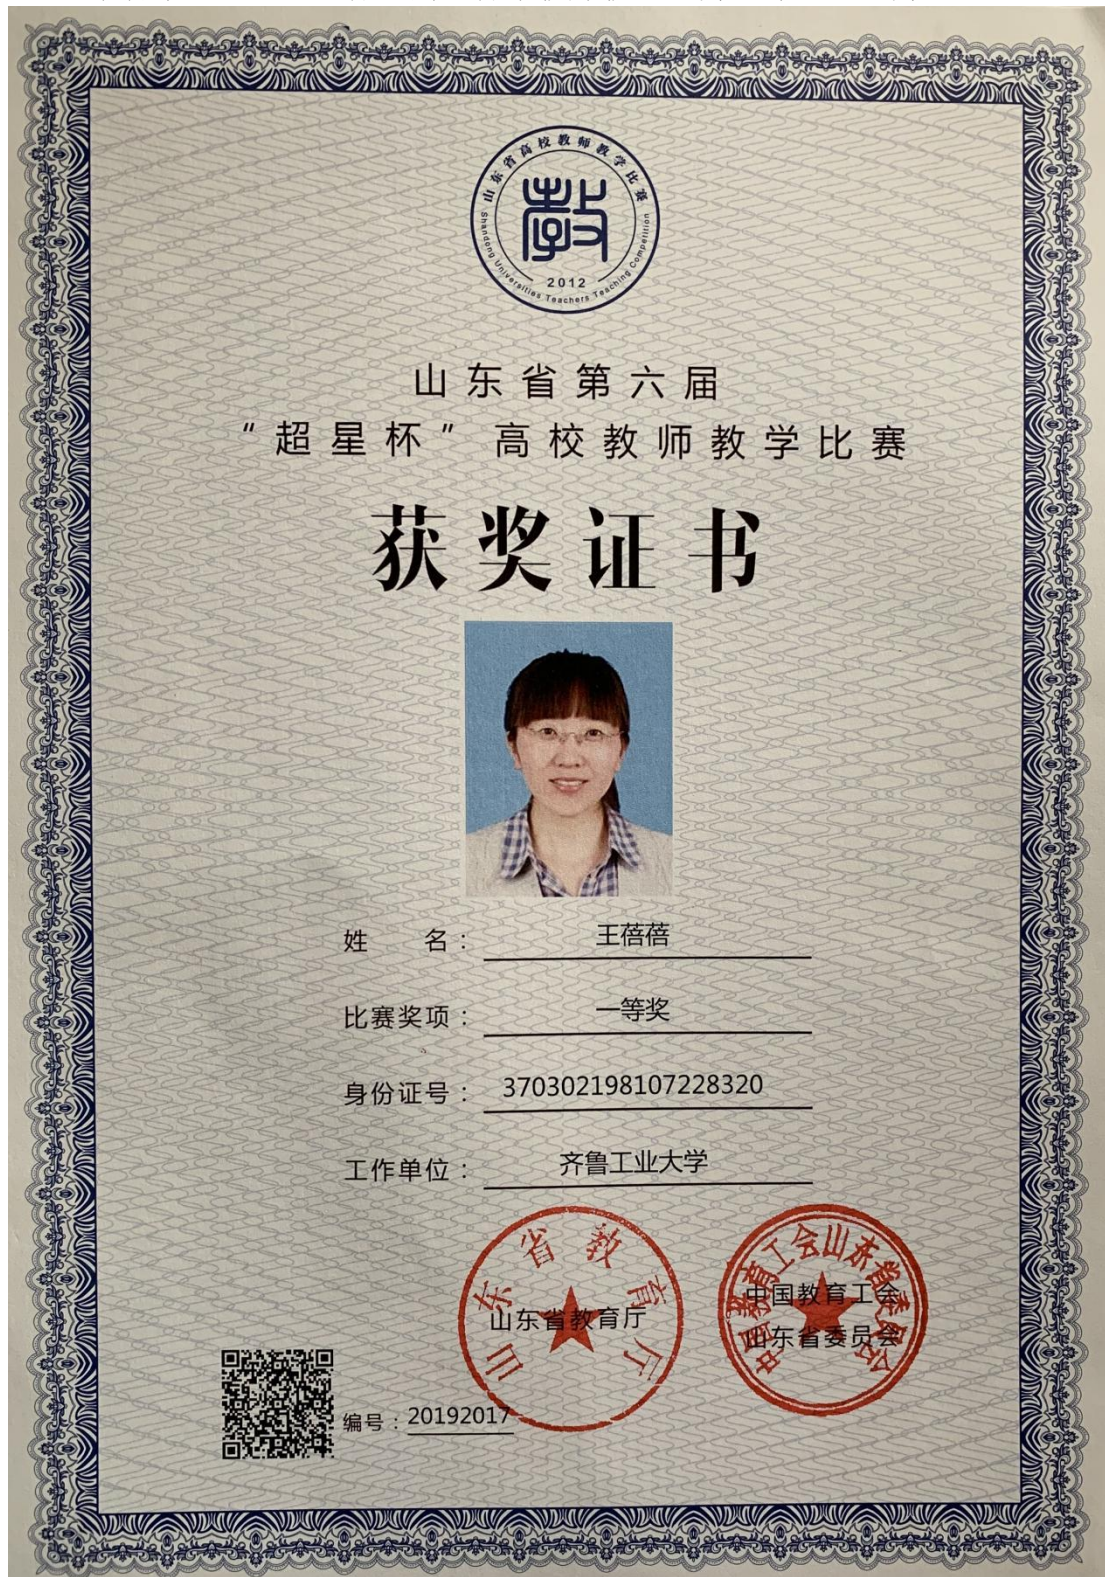 山东省高校教师教学比赛
教
2012
Shandong Universities Teachers Teaching Competition
山东省第六届
“超星杯”高校教师教学比赛
获奖证书
姓 名：王蓓蓓
比赛奖项：一等奖
身份证号：370302198107228320
工作单位：齐鲁工业大学
山东省教育厅
山东省教育厅
中国教育工会山东省委员会
中国教育工会
山东省委员会
编号：20192017